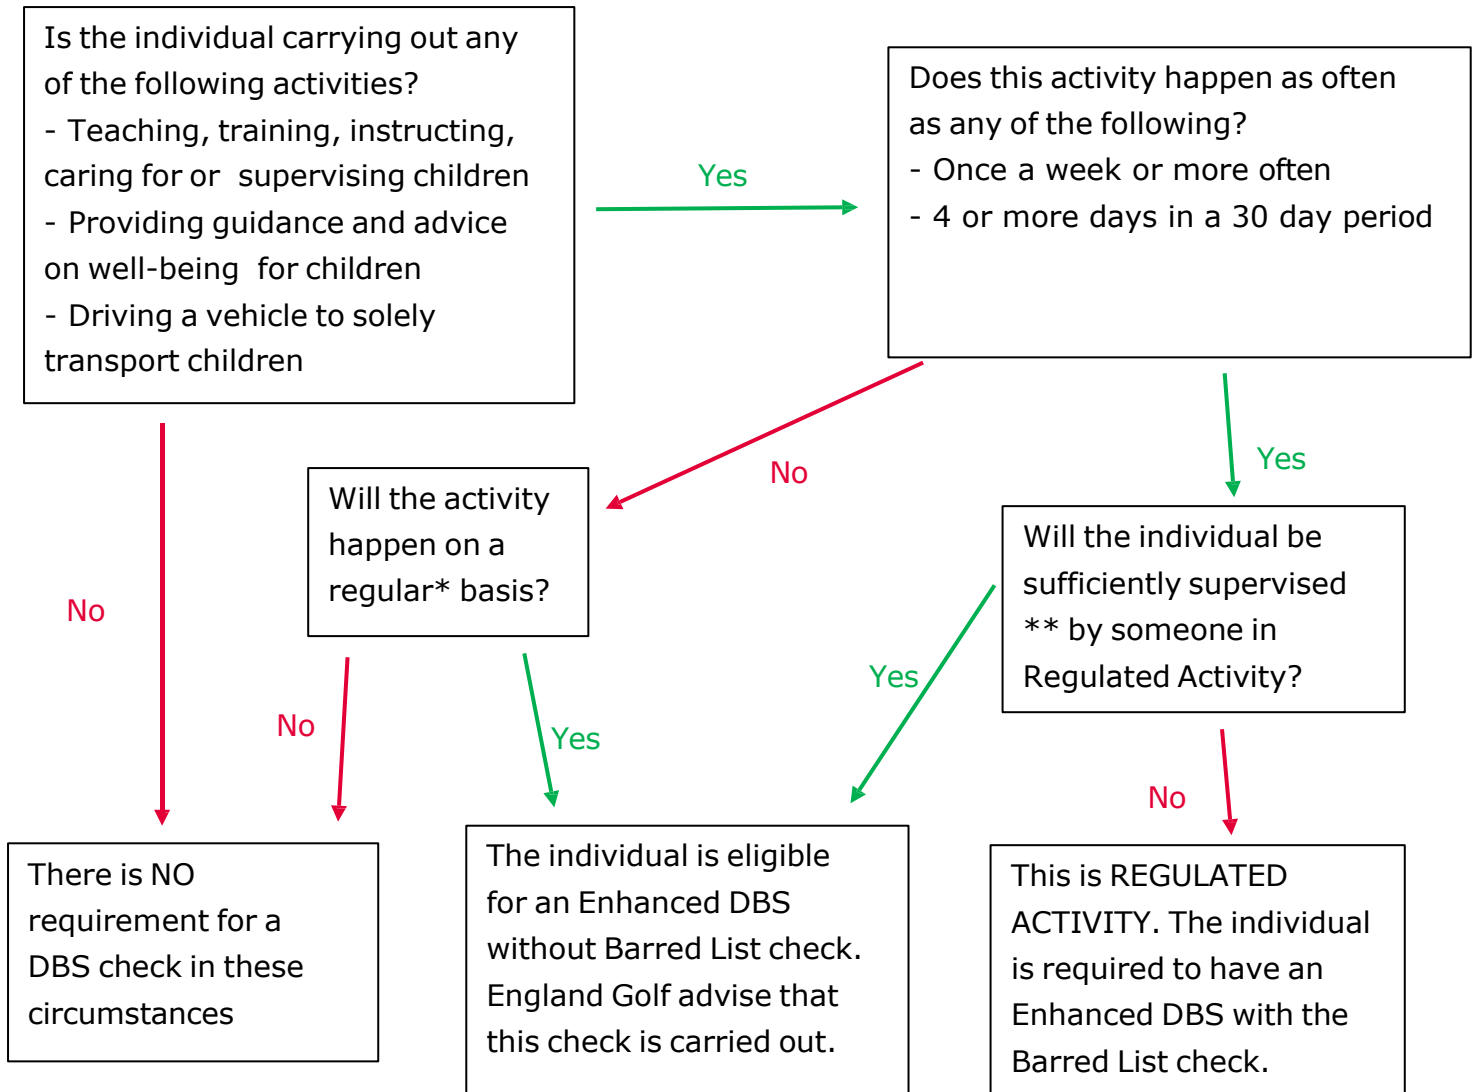 Is the individual carrying out any
of the following activities?
- Teaching, training, instructing,
caring for or  supervising children
- Providing guidance and advice
on well-being  for children
- Driving a vehicle to solely
transport children
Yes
Does this activity happen as often
as any of the following?
- Once a week or more often
- 4 or more days in a 30 day period
No
Will the activity
happen on a
regular* basis?
No
Yes
Will the individual be
sufficiently supervised
** by someone in
Regulated Activity?
No
Yes
Yes
No
There is NO
requirement for a
DBS check in these
circumstances
The individual is eligible
for an Enhanced DBS
without Barred List check.
England Golf advise that
this check is carried out.
This is REGULATED
ACTIVITY. The individual
is required to have an
Enhanced DBS with the
Barred List check.